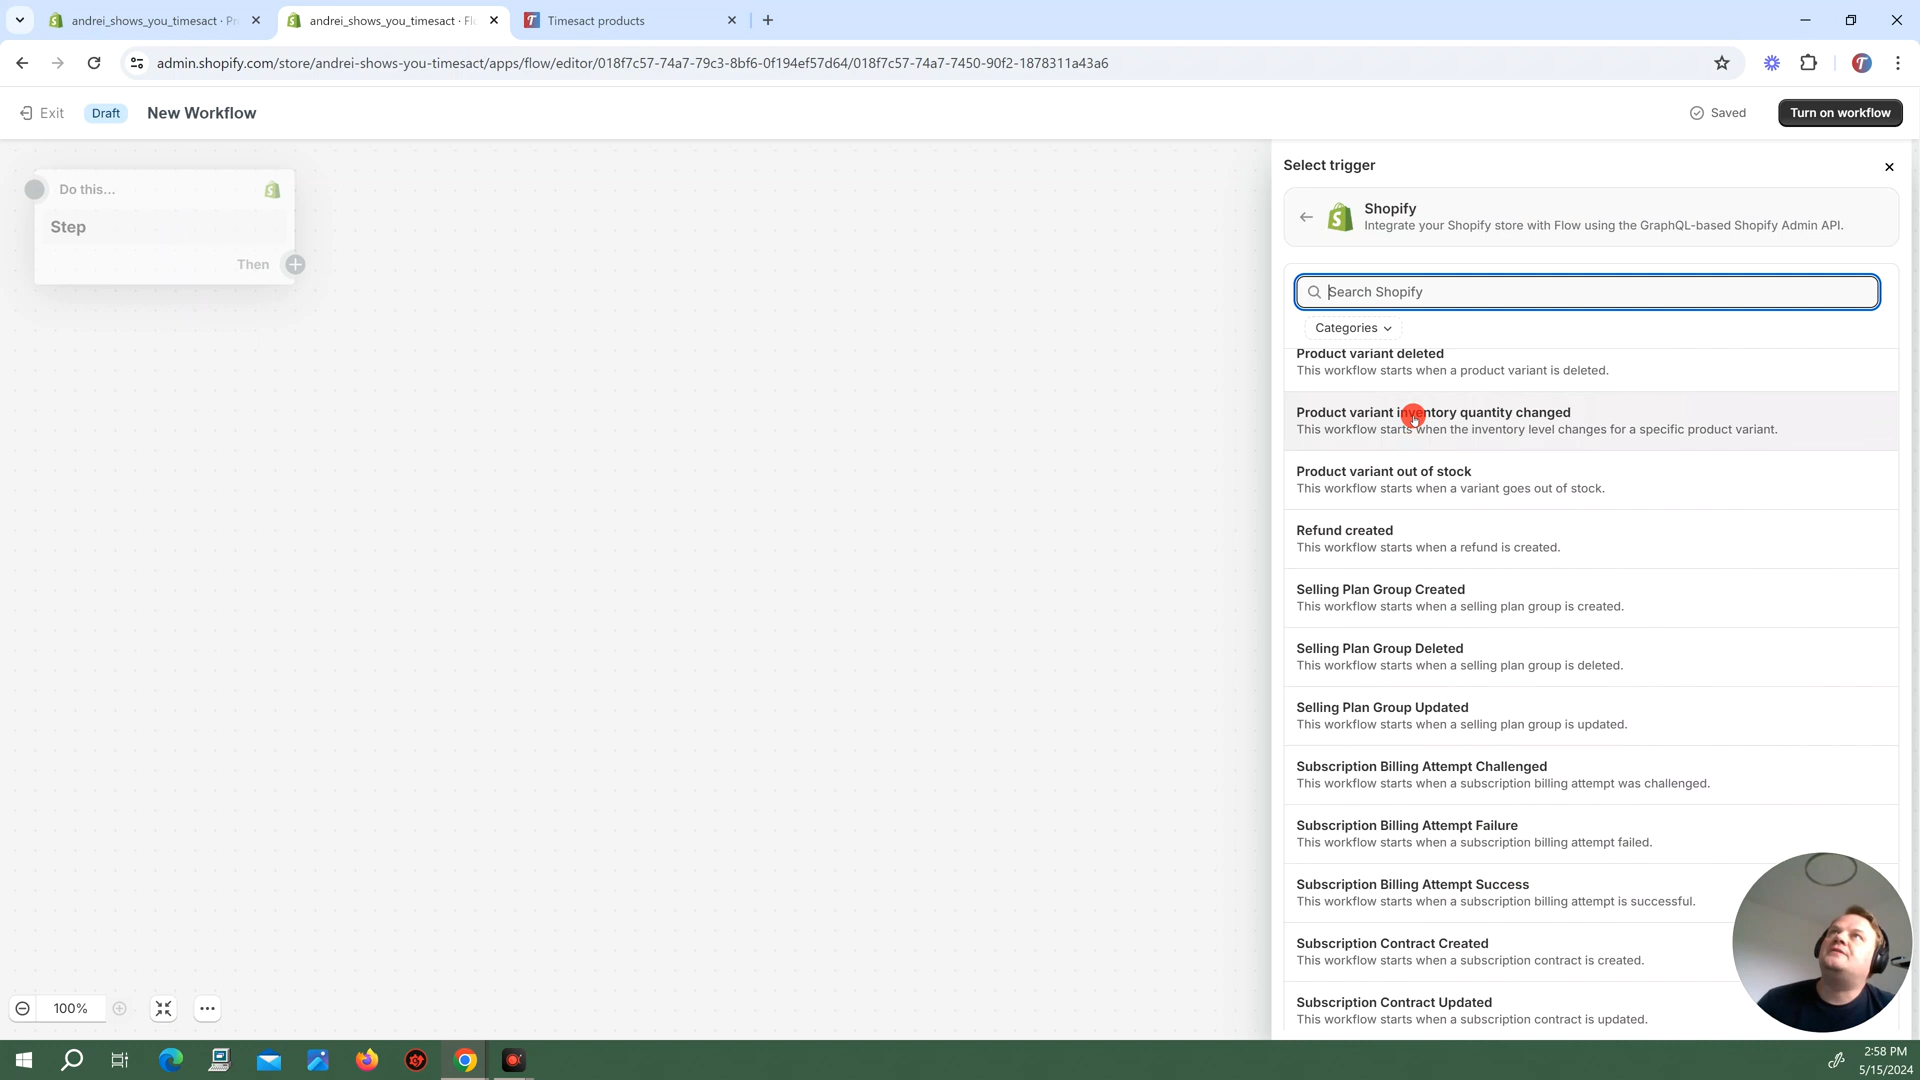 andrei_shows_you_timesact · Pr
andrei_shows_you_timesact · Flo
Timesact products
admin.shopify.com/store/andrei-shows-you-timesact/apps/flow/editor/018f7c57-74a7-79c3-8bf6-0f194ef57d64/018f7c57-74a7-7450-90f2-1878311a43a6
Exit
Draft
New Workflow
Saved
Turn on workflow
Do this...
Step
Then
Select trigger
Shopify
Integrate your Shopify store with Flow using the GraphQL-based Shopify Admin API.
Search Shopify
Categories
Product variant deleted
This workflow starts when a product variant is deleted.
Product variant inventory quantity changed
This workflow starts when the inventory level changes for a specific product variant.
Product variant out of stock
This workflow starts when a variant goes out of stock.
Refund created
This workflow starts when a refund is created.
Selling Plan Group Created
This workflow starts when a selling plan group is created.
Selling Plan Group Deleted
This workflow starts when a selling plan group is deleted.
Selling Plan Group Updated
This workflow starts when a selling plan group is updated.
Subscription Billing Attempt Challenged
This workflow starts when a subscription billing attempt was challenged.
Subscription Billing Attempt Failure
This workflow starts when a subscription billing attempt failed.
Subscription Billing Attempt Success
This workflow starts when a subscription billing attempt is successful.
Subscription Contract Created
This workflow starts when a subscription contract is created.
Subscription Contract Updated
This workflow starts when a subscription contract is updated.
100%
2:58 PM
5/15/2024